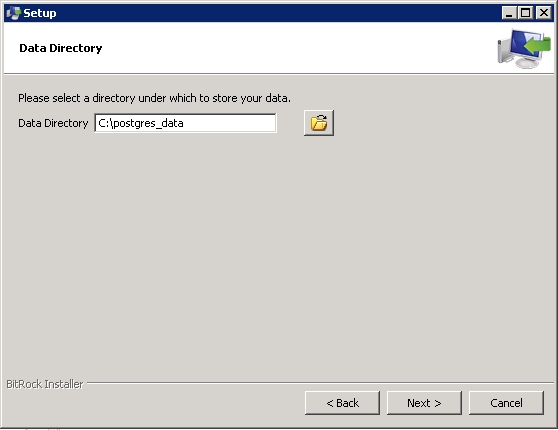 Setup
Data Directory
Please select a directory under which to store your data.
Data Directory C:\postgres_data
BitRock Installer
< Back Next > Cancel